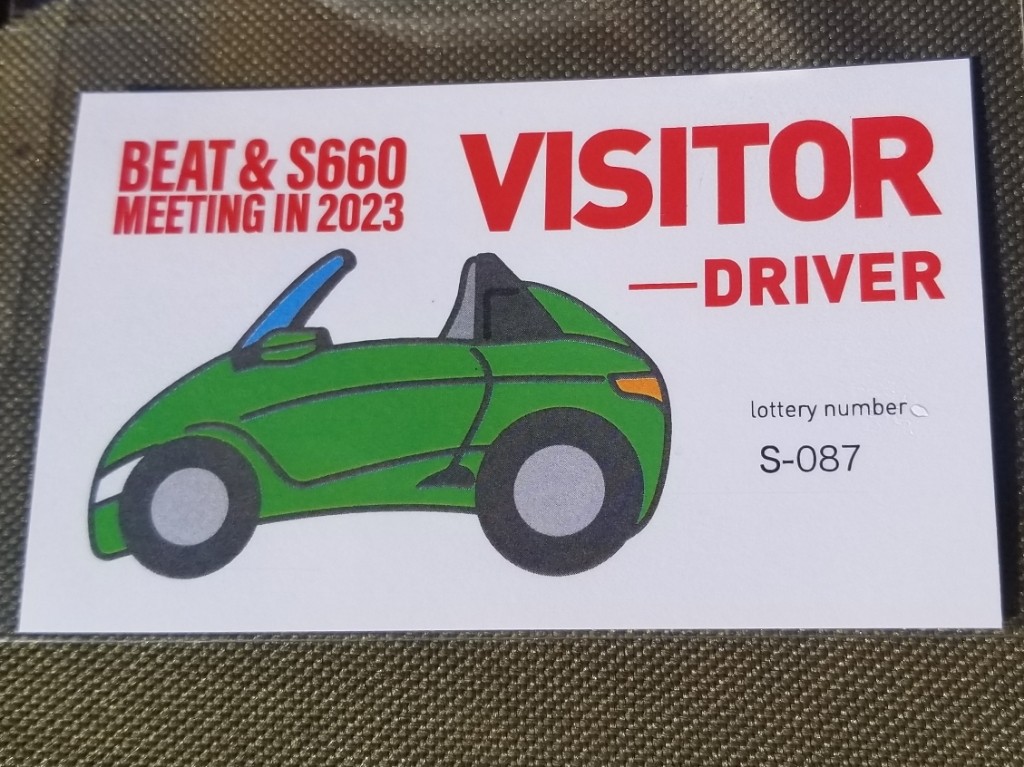 BEAT & S660
MEETING IN 2023
VISITOR
—DRIVER
lottery number
S-087